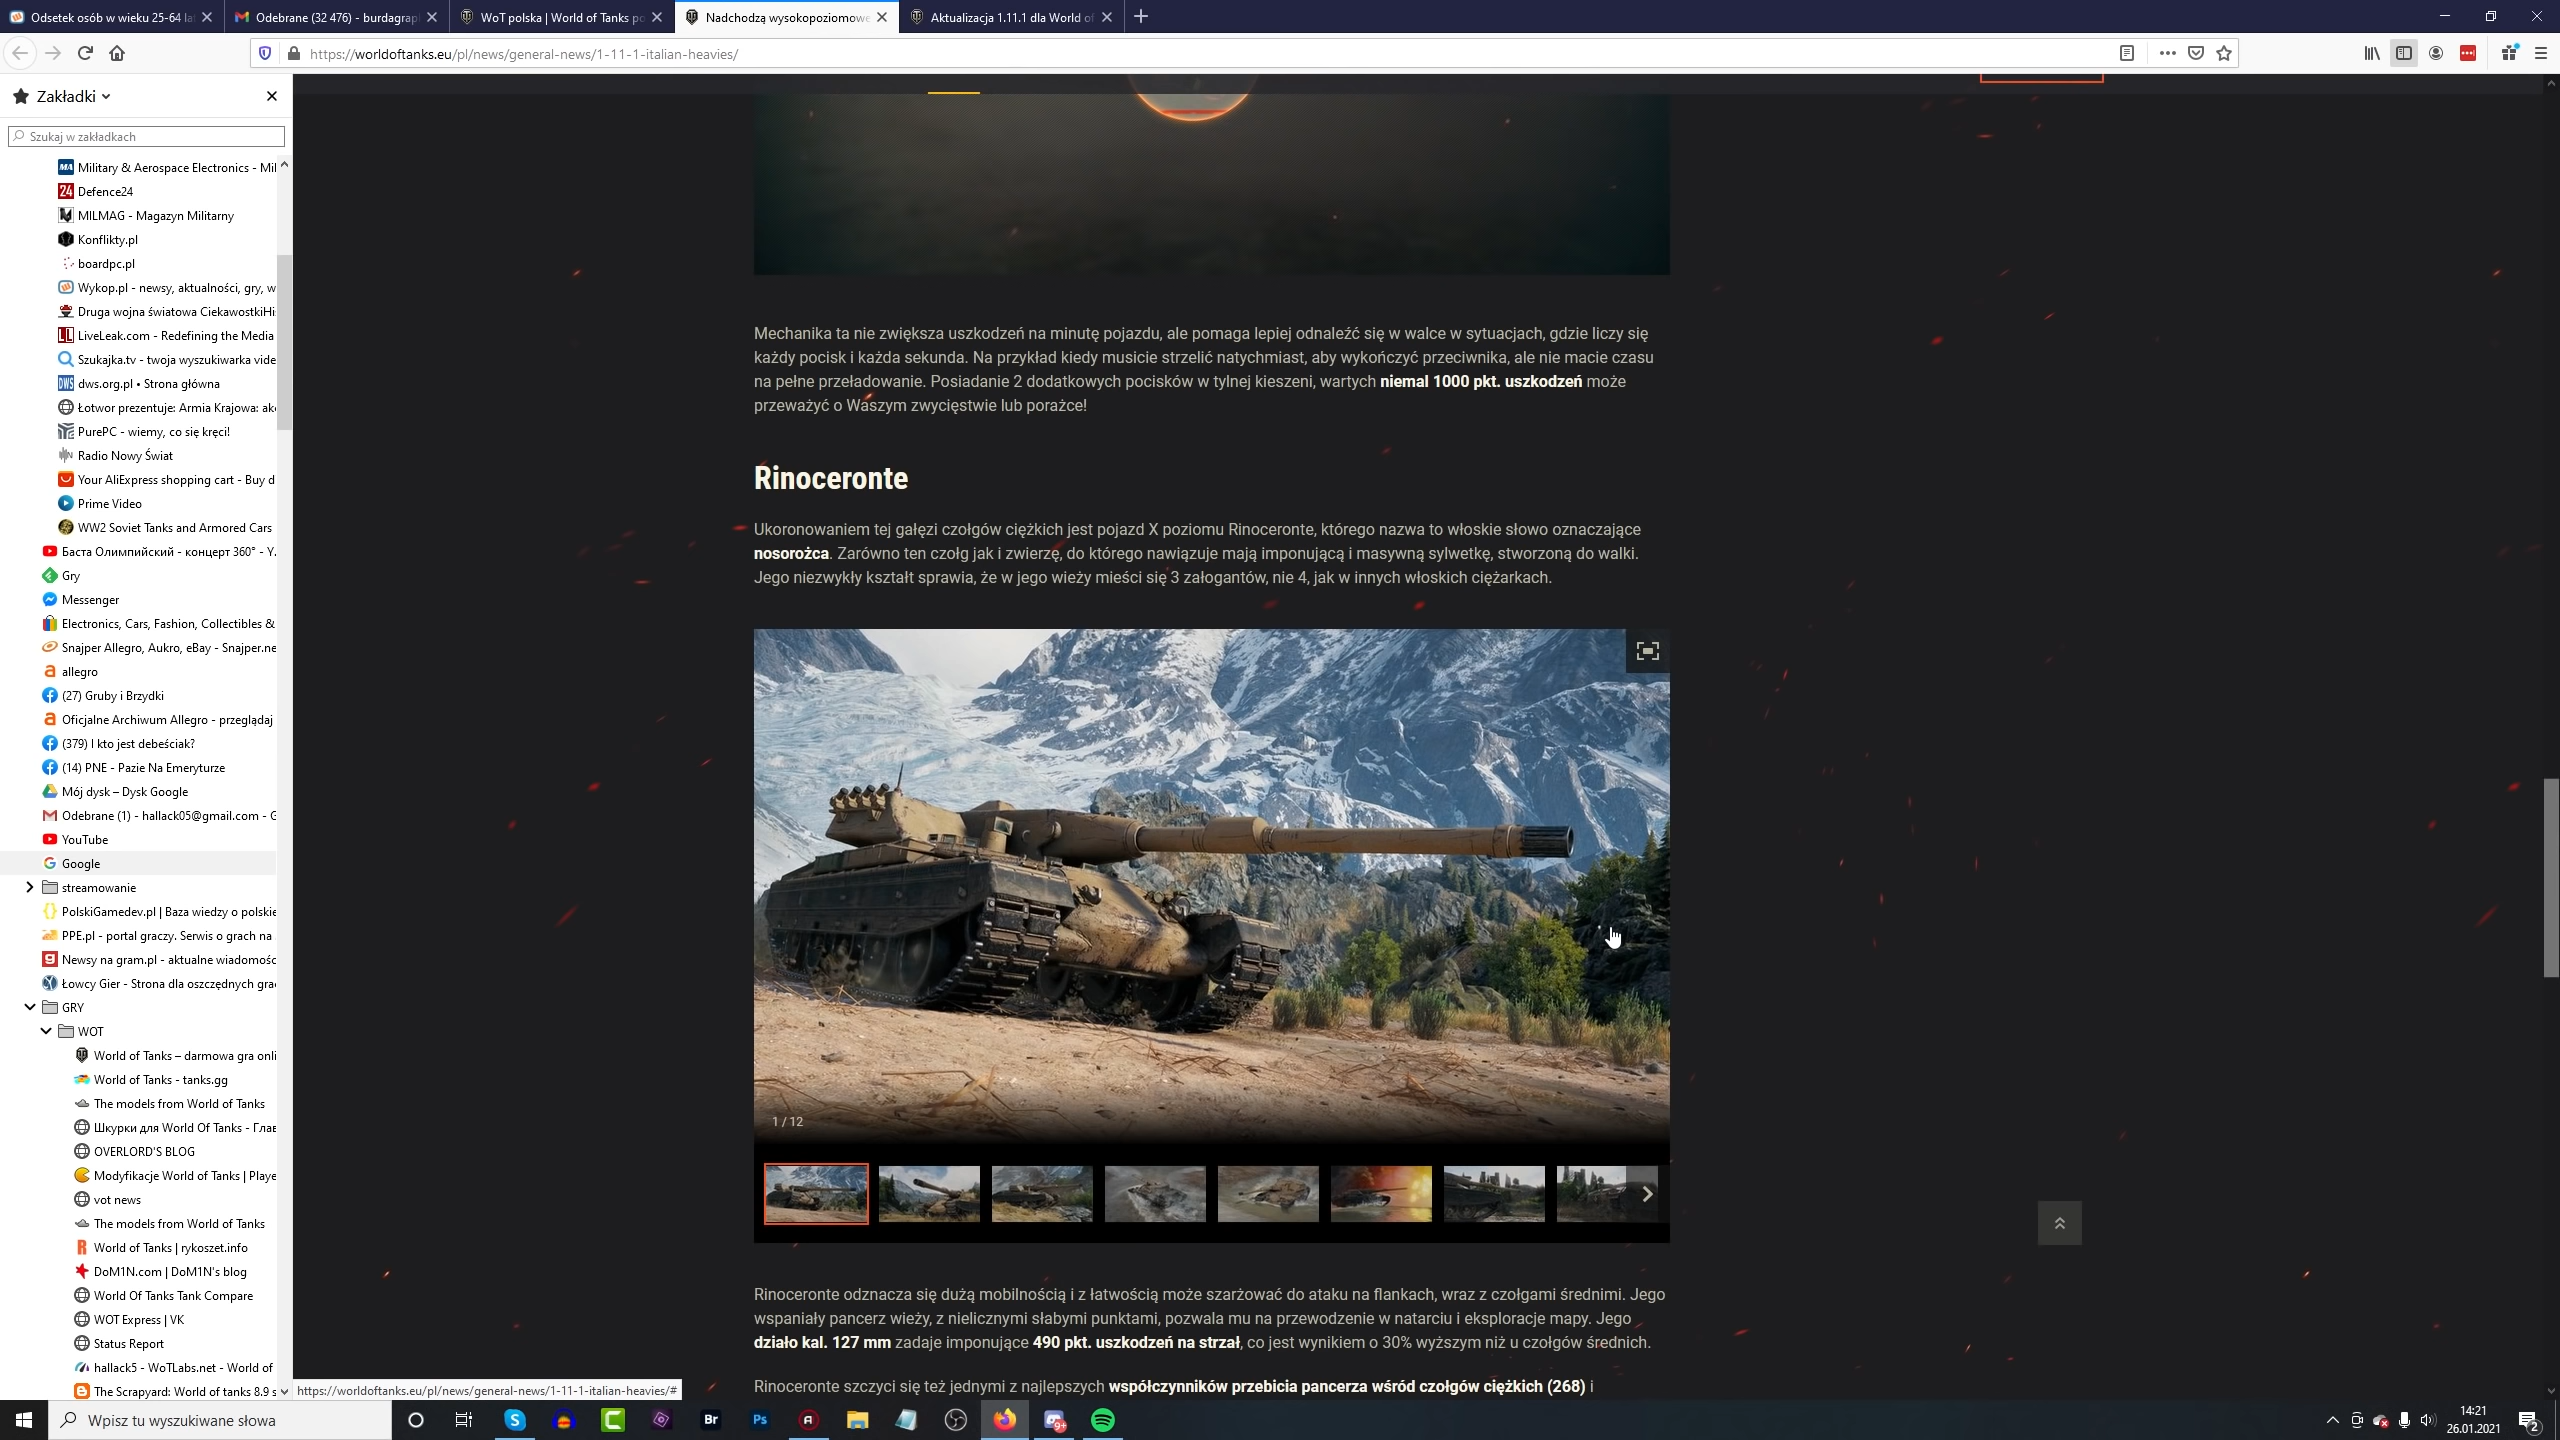 Odsetek osób w wieku 25-64 la
Odebrane (32 476) - burdagrap
WoT polska | World of Tanks po
Nadchodzą wysokopoziomowe
Aktualizacja 1.11.1 dla World of
https://worldoftanks.eu/pl/news/general-news/1-11-1-italian-heavies/
Zakładki
Szukaj w zakładkach
Military & Aerospace Electronics - Mil
Defence24
MILMAG - Magazyn Militarny
Konflikty.pl
boardpc.pl
Wykop.pl - newsy, aktualności, gry, w
Druga wojna światowa CiekawostkiHi
LiveLeak.com - Redefining the Media
Szukajka.tv - twoja wyszukiwarka vide
dws.org.pl • Strona główna
Łotwor prezentuje: Armia Krajowa: ak
PurePC - wiemy, co się kręci!
Radio Nowy Świat
Your AliExpress shopping cart - Buy d
Prime Video
WW2 Soviet Tanks and Armored Cars
Баста Олимпийский - концерт 360° - Y
Gry
Messenger
Electronics, Cars, Fashion, Collectibles &
Snajper Allegro, Aukro, eBay - Snajper.ne
allegro
(27) Gruby i Brzydki
Oficjalne Archiwum Allegro - przeglądaj
(379) I kto jest debeściak?
(14) PNE - Pazie Na Emeryturze
Mój dysk – Dysk Google
Odebrane (1) - hallack05@gmail.com - G
YouTube
Google
streamowanie
PolskiGamedev.pl | Baza wiedzy o polskie
PPE.pl - portal graczy. Serwis o grach na
Newsy na gram.pl - aktualne wiadomośc
Łowcy Gier - Strona dla oszczędnych gra
GRY
WOT
World of Tanks – darmowa gra onli
World of Tanks - tanks.gg
The models from World of Tanks
Шкурки для World Of Tanks - Глав
OVERLORD'S BLOG
Modyfikacje World of Tanks | Playe
vot news
The models from World of Tanks
World of Tanks | rykoszet.info
DoM1N.com | DoM1N's blog
World Of Tanks Tank Compare
WOT Express | VK
Status Report
hallack5 - WoTLabs.net - World of
The Scrapyard: World of tanks 8.9 s
Mechanika ta nie zwiększa uszkodzeń na minutę pojazdu, ale pomaga lepiej odnaleźć się w walce w sytuacjach, gdzie liczy się
każdy pocisk i każda sekunda. Na przykład kiedy musicie strzelić natychmiast, aby wykończyć przeciwnika, ale nie macie czasu
na pełne przeładowanie. Posiadanie 2 dodatkowych pocisków w tylnej kieszeni, wartych niemal 1000 pkt. uszkodzeń może
przeważyć o Waszym zwycięstwie lub porażce!
Rinoceronte
Ukoronowaniem tej gałęzi czołgów ciężkich jest pojazd X poziomu Rinoceronte, którego nazwa to włoskie słowo oznaczające
nosorożca. Zarówno ten czołg jak i zwierzę, do którego nawiązuje mają imponującą i masywną sylwetkę, stworzoną do walki.
Jego niezwykły kształt sprawia, że w jego wieży mieści się 3 załogantów, nie 4, jak w innych włoskich ciężarkach.
1 / 12
Rinoceronte odznacza się dużą mobilnością i z łatwością może szarżować do ataku na flankach, wraz z czołgami średnimi. Jego
wspaniały pancerz wieży, z nielicznymi słabymi punktami, pozwala mu na przewodzenie w natarciu i eksploracje mapy. Jego
działo kal. 127 mm zadaje imponujące 490 pkt. uszkodzeń na strzał, co jest wynikiem o 30% wyższym niż u czołgów średnich.
Rinoceronte szczyci się też jednymi z najlepszych współczynników przebicia pancerza wśród czołgów ciężkich (268) i
https://worldoftanks.eu/pl/news/general-news/1-11-1-italian-heavies/#
Wpisz tu wyszukiwane słowa
Br
Ps
9+
14:21
26.01.2021
2